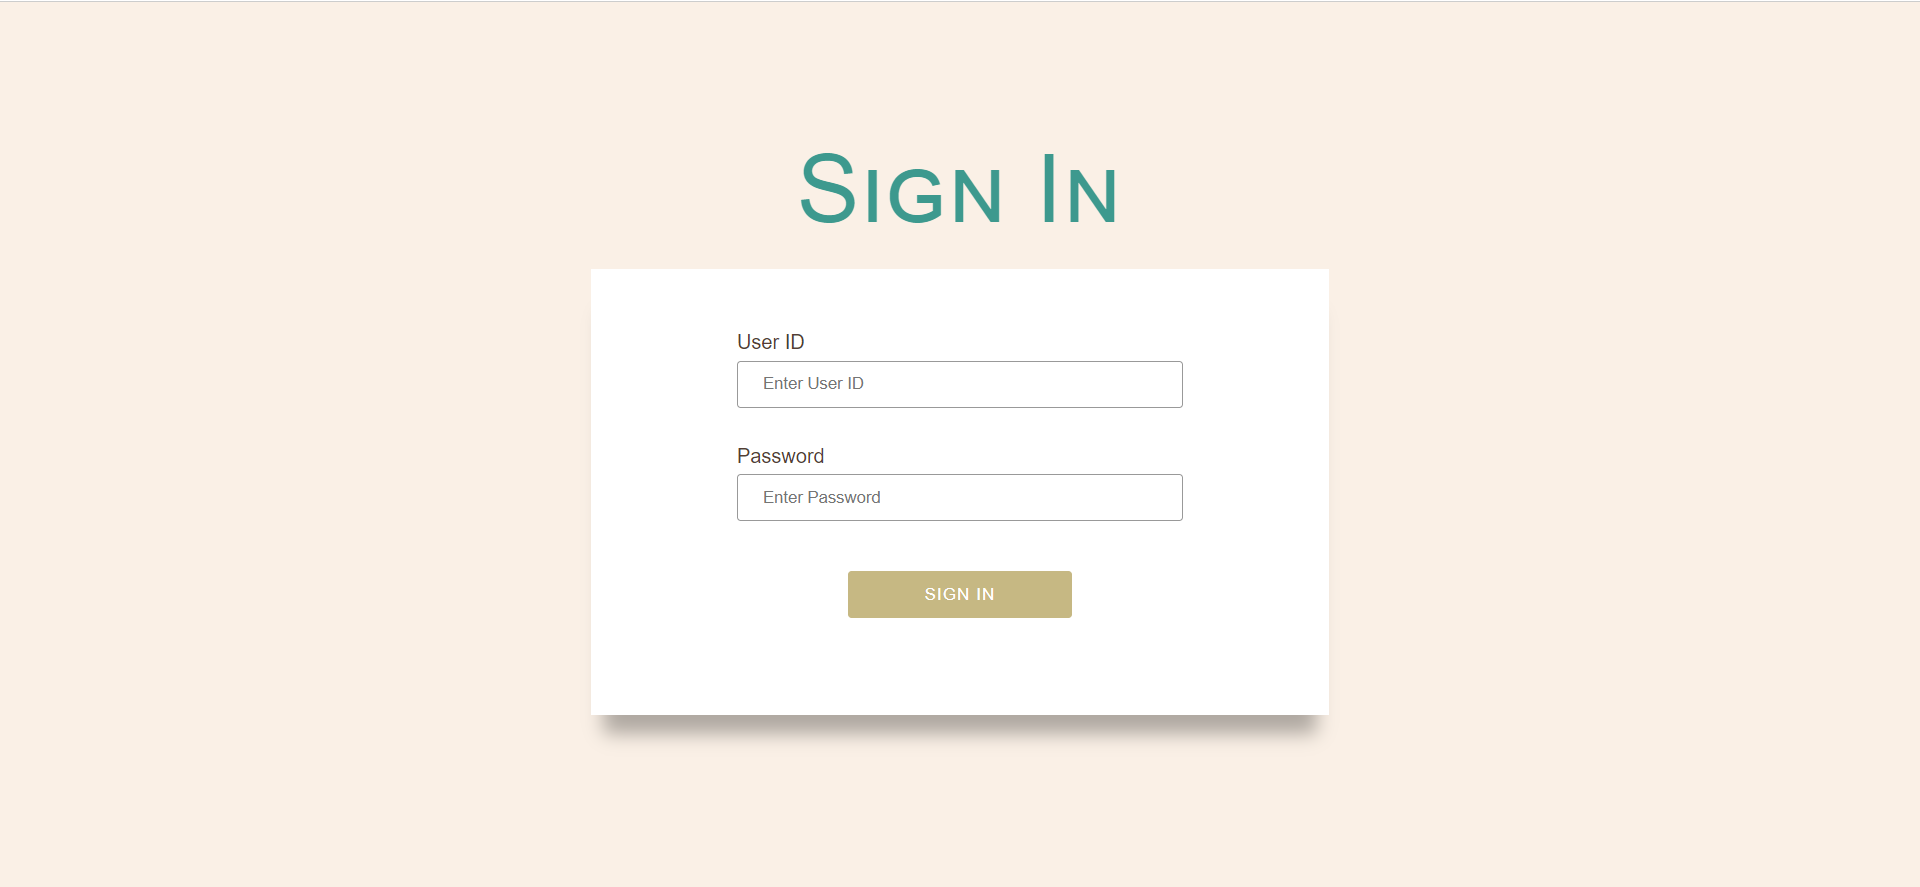 Sign In
User ID
Enter User ID
Password
Enter Password
SIGN IN